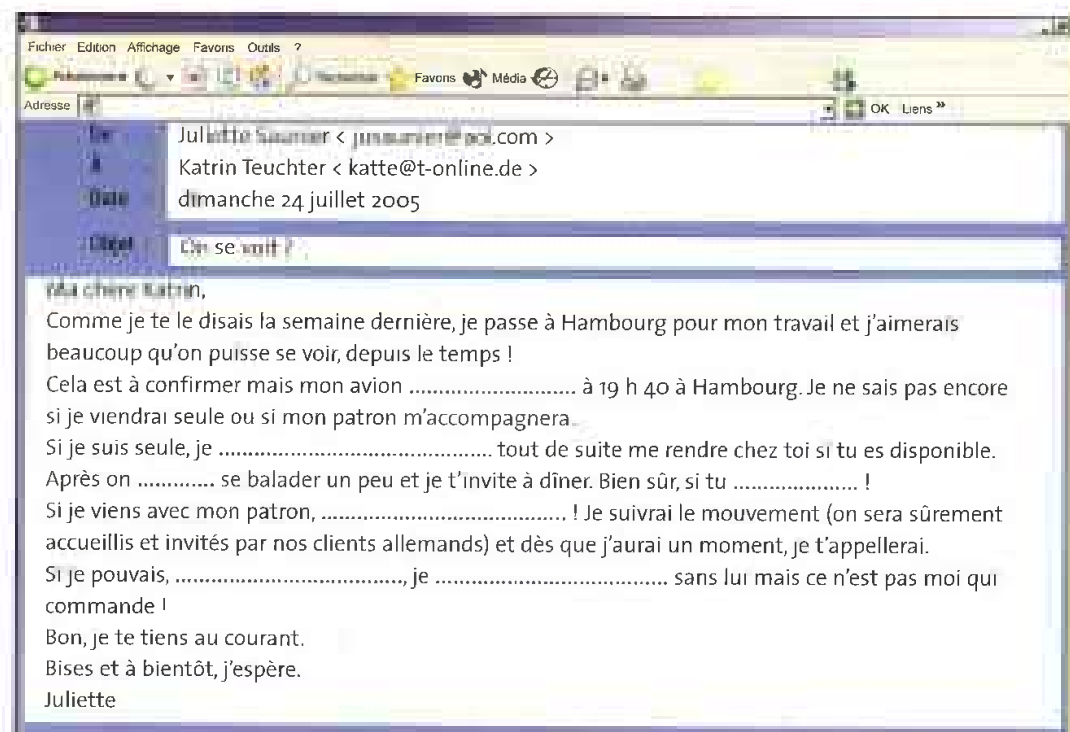 Fichier Edition Affichage Favoris Outils ?
Favoris Média
Adresse OK Liens »
De Juliette Saunier < .com >
À Katrin Teuchter < katte@t-online.de >
Date dimanche 24 juillet 2005
Objet On se voit ?
Ma chère Katrin,
Comme je te le disais la semaine dernière, je passe à Hambourg pour mon travail et j'aimerais
beaucoup qu'on puisse se voir, depuis le temps !
Cela est à confirmer mais mon avion ............................ à 19 h 40 à Hambourg. Je ne sais pas encore
si je viendrai seule ou si mon patron m'accompagnera.
Si je suis seule, je .............................................. tout de suite me rendre chez toi si tu es disponible.
Après on ............. se balader un peu et je t'invite à dîner. Bien sûr, si tu ..................... !
Si je viens avec mon patron, ......................................... ! Je suivrai le mouvement (on sera sûrement
accueillis et invités par nos clients allemands) et dès que j'aurai un moment, je t'appellerai.
Si je pouvais, ....................................., je ....................................... sans lui mais ce n'est pas moi qui
commande !
Bon, je te tiens au courant.
Bises et à bientôt, j'espère.
Juliette